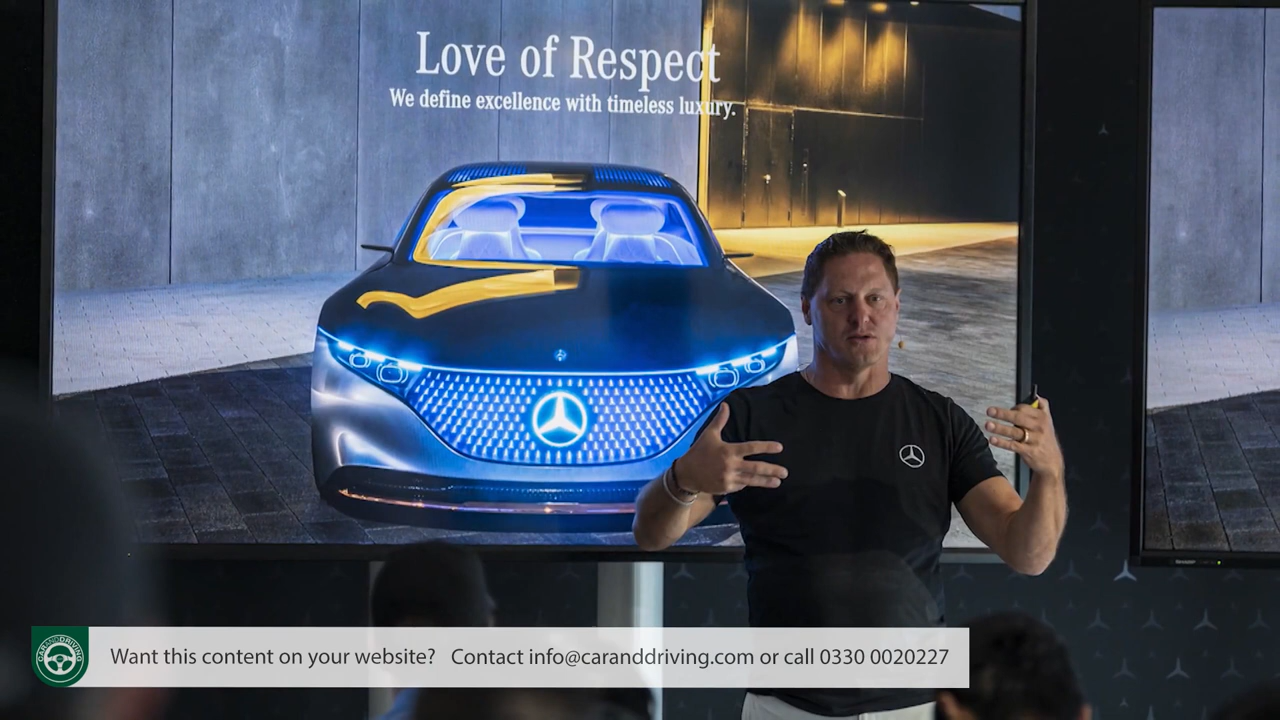 Love of Respect
We define excellence with timeless luxury.
CARANDDRIVING
Want this content on your website? Contact info@caranddriving.com or call 0330 0020227